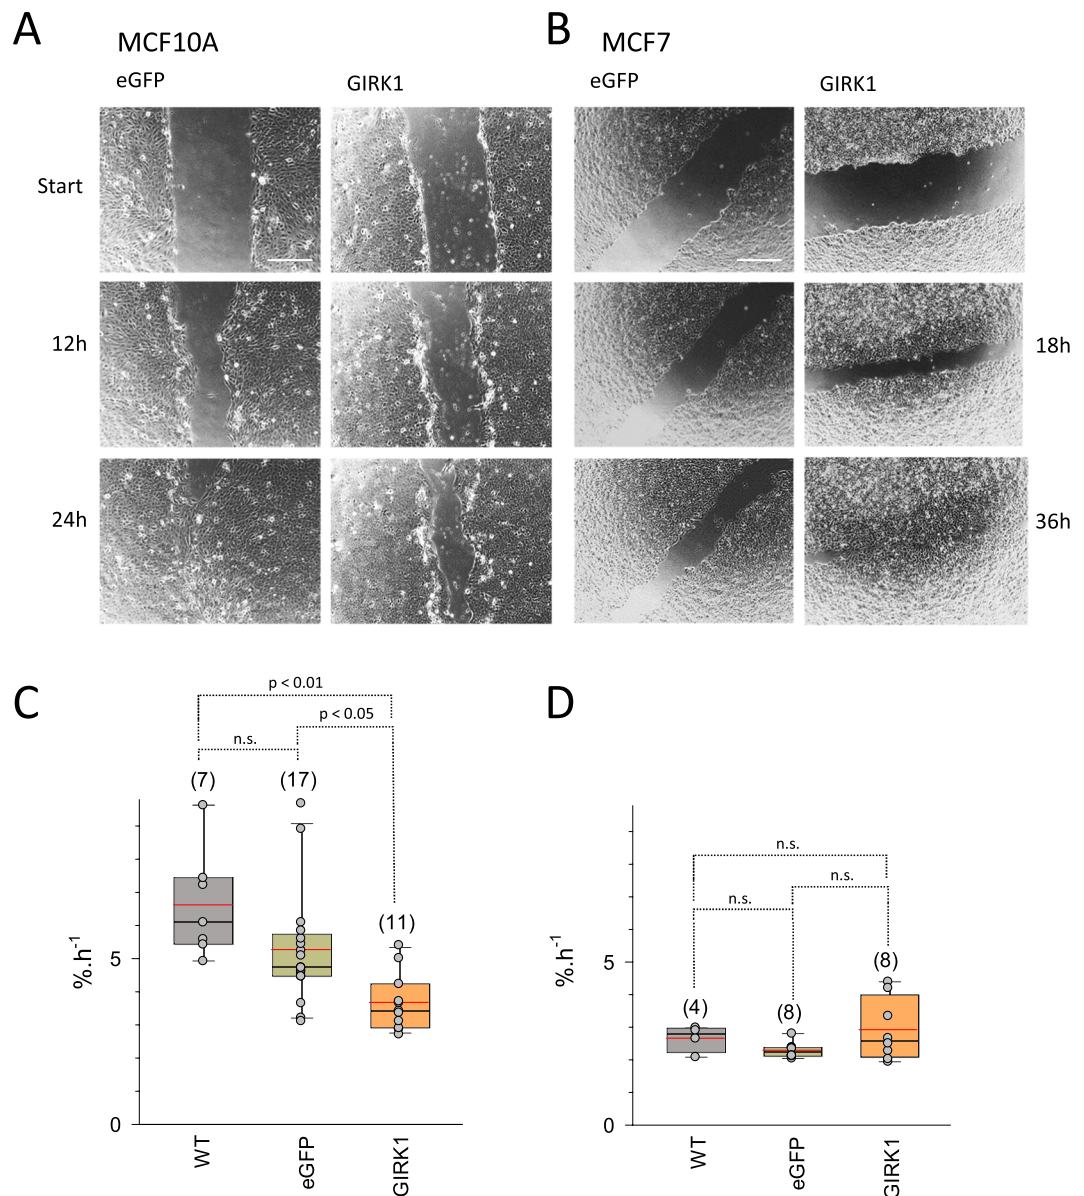 A
MCF10A
B
MCF7
eGFP
GIRK1
eGFP
GIRK1
Start
12h
18h
24h
36h
C
p < 0.01
p < 0.05
n.s.
(7)
(17)
(11)
%.h-1
5
0
WT
eGFP
GIRK1
D
n.s.
n.s.
n.s.
(4)
(8)
(8)
%.h-1
5
0
WT
eGFP
GIRK1